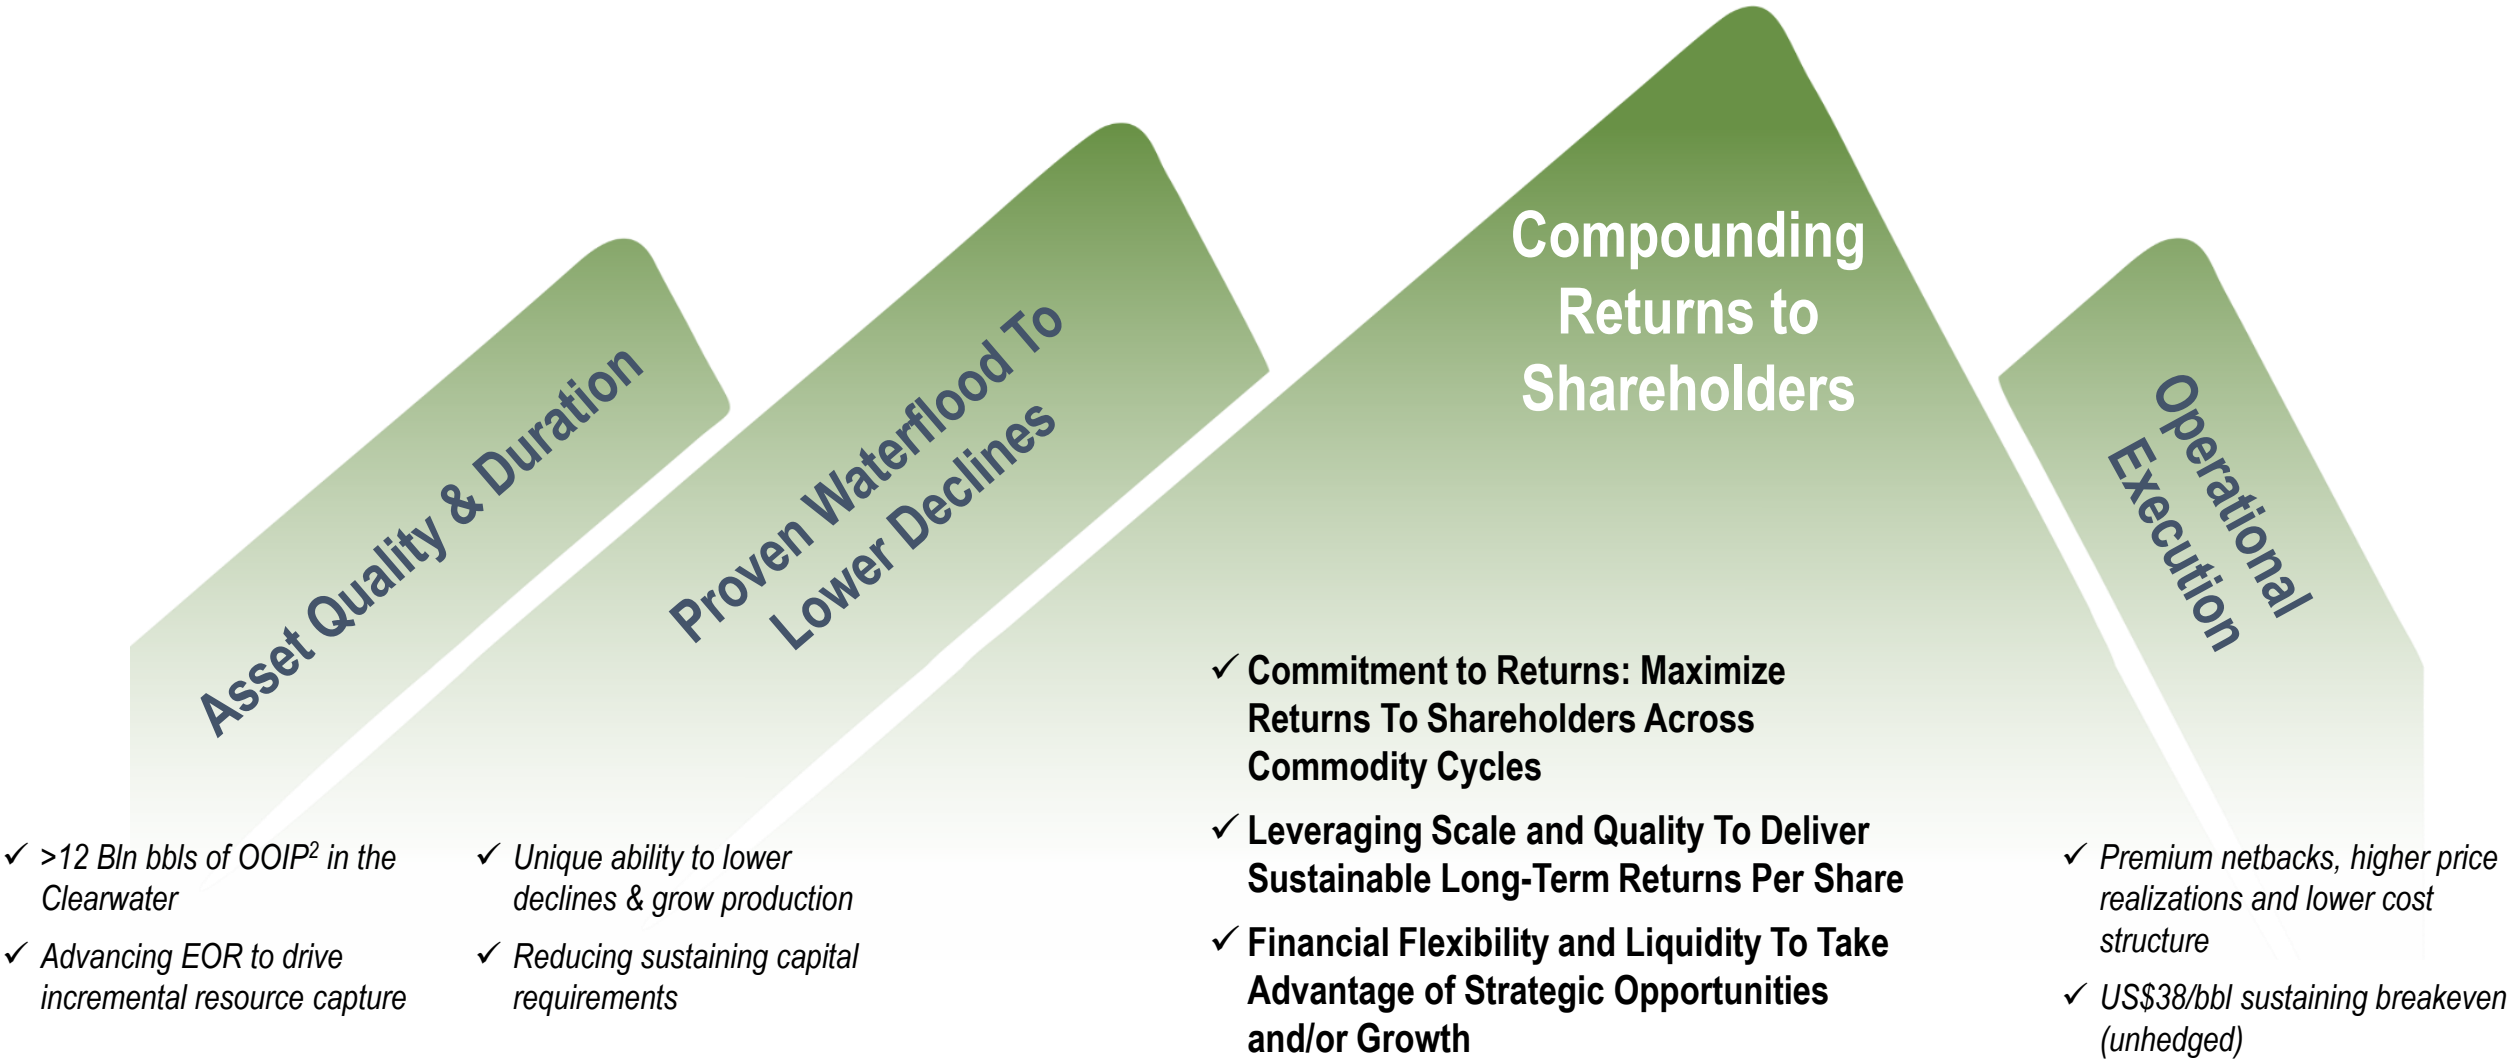 Compounding
Returns to
Shareholders
Asset Quality & Duration
Proven Waterflood To
Lower Declines
Operational
Execution
✓ >12 Bln bbls of OOIP² in the
Clearwater
✓ Advancing EOR to drive
incremental resource capture
✓ Unique ability to lower
declines & grow production
✓ Reducing sustaining capital
requirements
✓ Commitment to Returns: Maximize
Returns To Shareholders Across
Commodity Cycles
✓ Leveraging Scale and Quality To Deliver
Sustainable Long-Term Returns Per Share
✓ Financial Flexibility and Liquidity To Take
Advantage of Strategic Opportunities
and/or Growth
✓ Premium netbacks, higher price
realizations and lower cost
structure
✓ US$38/bbl sustaining breakeven
(unhedged)